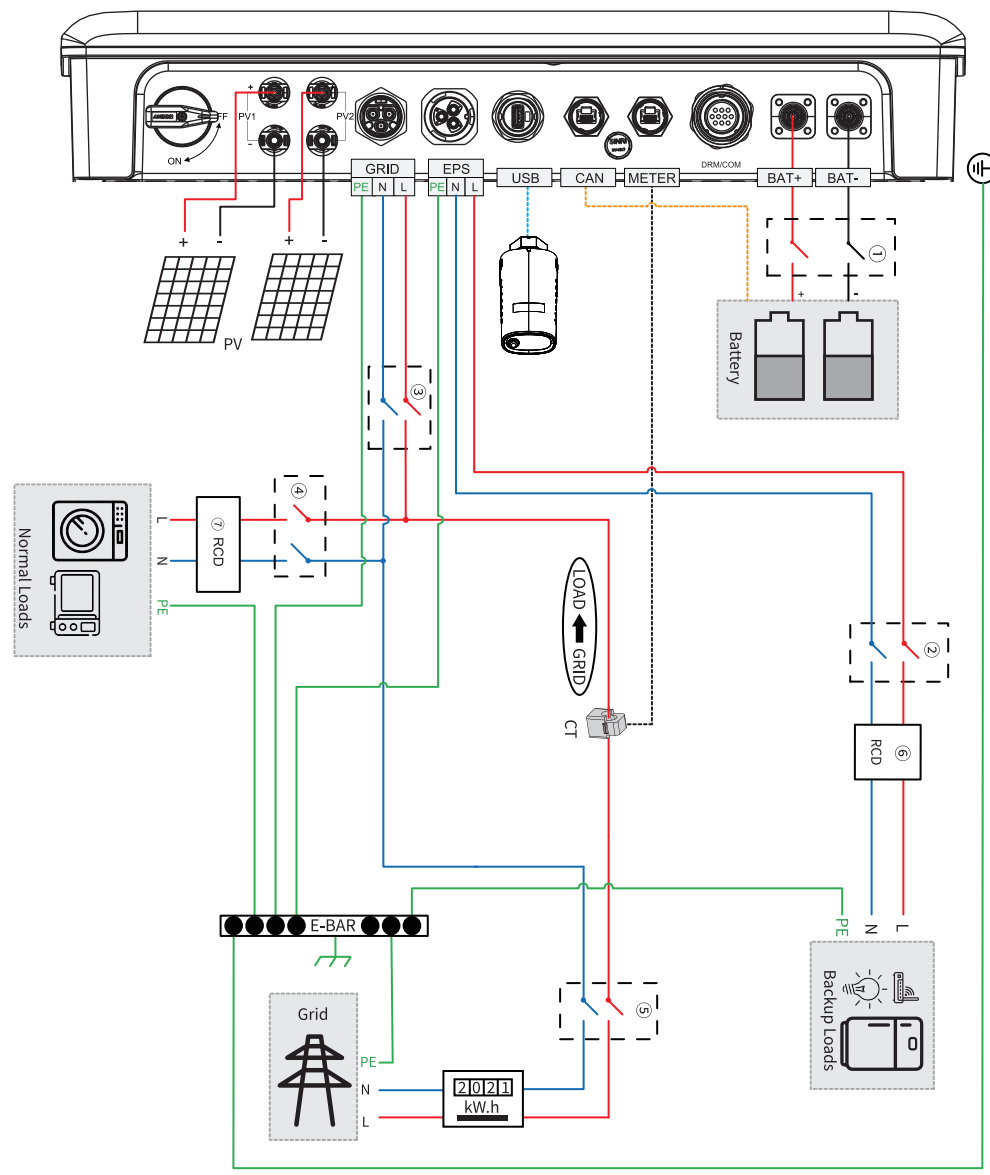 +
PV1
-
PV2
FF
ON
SINRI
DRM/COM
GRID
EPS
PE N L
PE N L
USB
CAN
METER
BAT+
BAT-
+
-
+
-
PV
①
+
-
Battery
③
④
⑦ RCD
L
N
PE
Normal Loads
LOAD
GRID
CT
②
⑥
RCD
E-BAR
PE
N
L
Backup Loads
⑤
Grid
PE
N
L
2021
kW.h